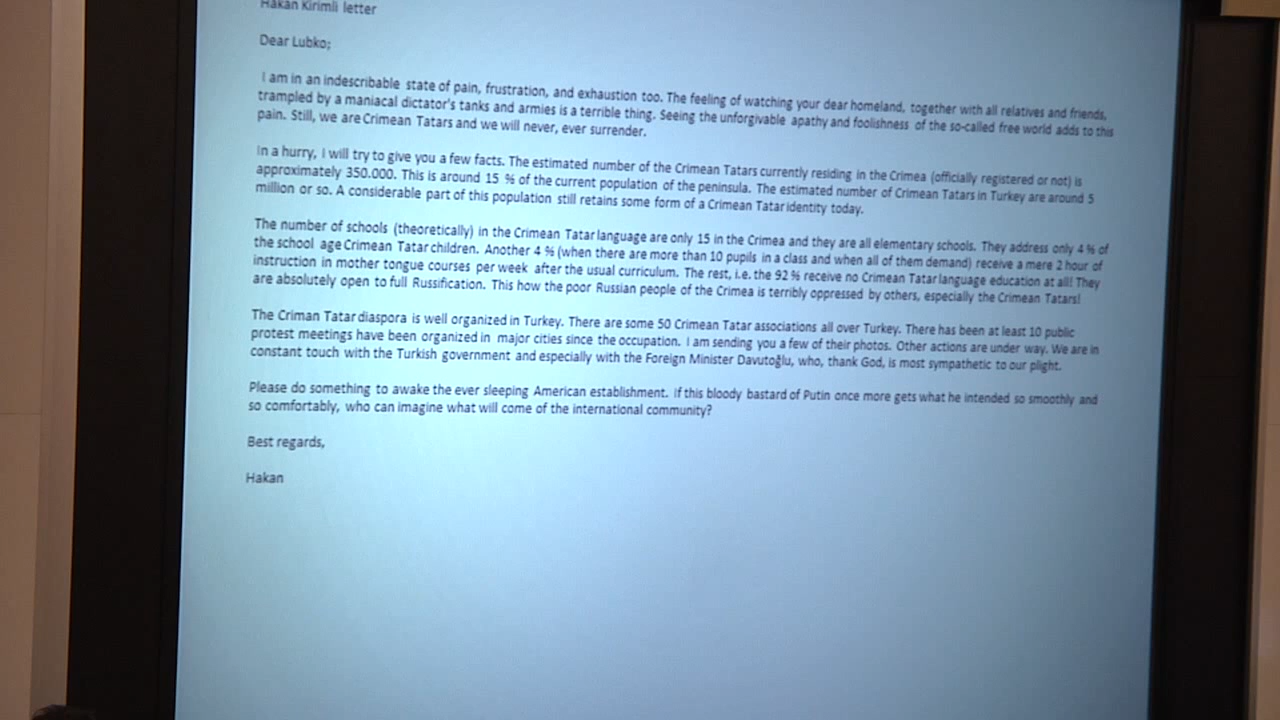 Hakan Kirimli letter
Dear Lubko;
I am in an indescribable state of pain, frustration, and exhaustion too. The feeling of watching your dear homeland, together with all relatives and friends,
trampled by a maniacal dictator's tanks and armies is a terrible thing. Seeing the unforgivable apathy and foolishness of the so-called free world adds to this
pain. Still, we are Crimean Tatars and we will never, ever surrender.
In a hurry, I will try to give you a few facts. The estimated number of the Crimean Tatars currently residing in the Crimea (officially registered or not) is
approximately 350.000. This is around 15 % of the current population of the peninsula. The estimated number of Crimean Tatars in Turkey are around 5
million or so. A considerable part of this population still retains some form of a Crimean Tatar identity today.
The number of schools (theoretically) in the Crimean Tatar language are only 15 in the Crimea and they are all elementary schools. They address only 4 % of
the school age Crimean Tatar children. Another 4 % (when there are more than 10 pupils in a class and when all of them demand) receive a mere 2 hour of
instruction in mother tongue courses per week after the usual curriculum. The rest, i.e. the 92 % receive no Crimean Tatar language education at all! They
are absolutely open to full Russification. This how the poor Russian people of the Crimea is terribly oppressed by others, especially the Crimean Tatars!
The Criman Tatar diaspora is well organized in Turkey. There are some 50 Crimean Tatar associations all over Turkey. There has been at least 10 public
protest meetings have been organized in major cities since the occupation. I am sending you a few of their photos. Other actions are under way. We are in
constant touch with the Turkish government and especially with the Foreign Minister Davutoğlu, who, thank God, is most sympathetic to our plight.
Please do something to awake the ever sleeping American establishment. If this bloody bastard of Putin once more gets what he intended so smoothly and
so comfortably, who can imagine what will come of the international community?
Best regards,
Hakan